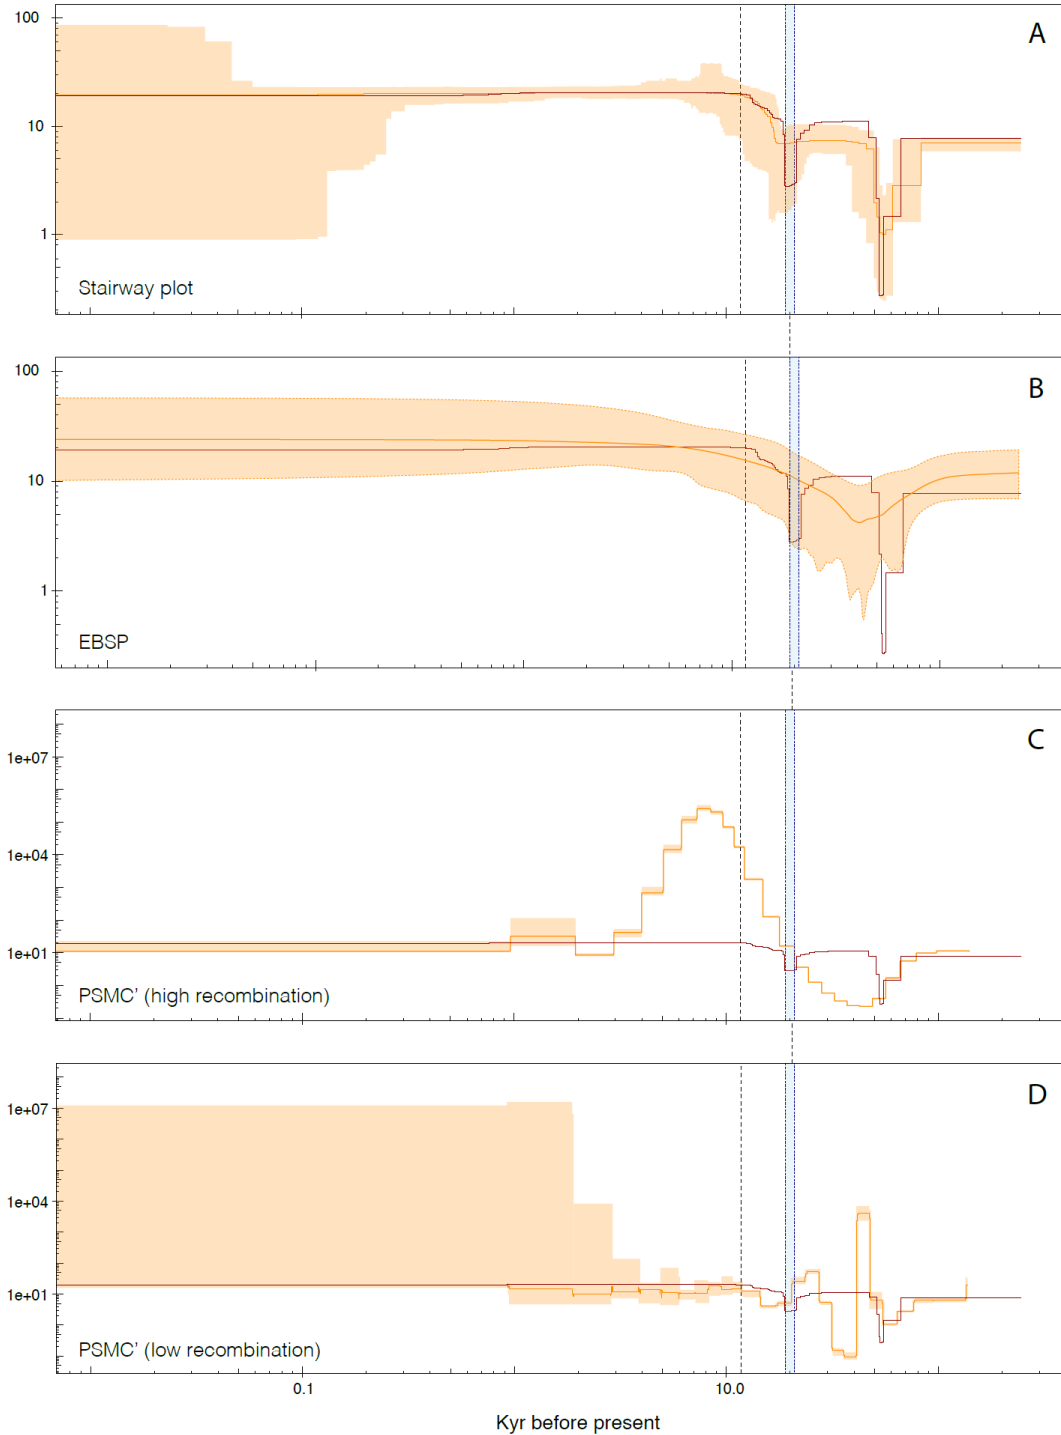 A
100
10
1
Stairway plot
B
100
10
1
EBSP
C
1e+07
1e+04
1e+01
PSMC' (high recombination)
D
1e+07
1e+04
1e+01
PSMC' (low recombination)
0.1 10.0
Kyr before present